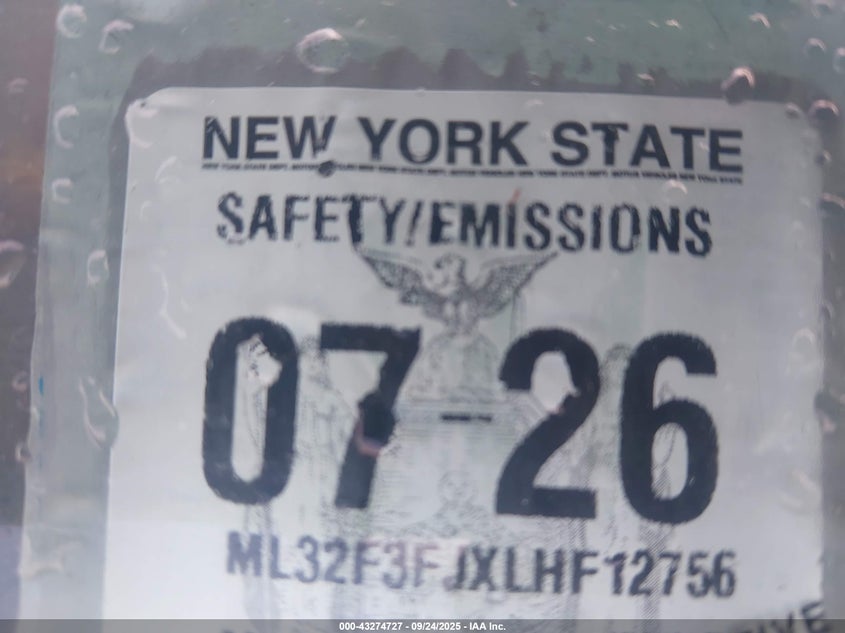 NEW YORK STATE
SAFETY/EMISSIONS
07-26
ML32F3FJXLHF12756
000-43274727 - 09/24/2025 - IAA Inc.